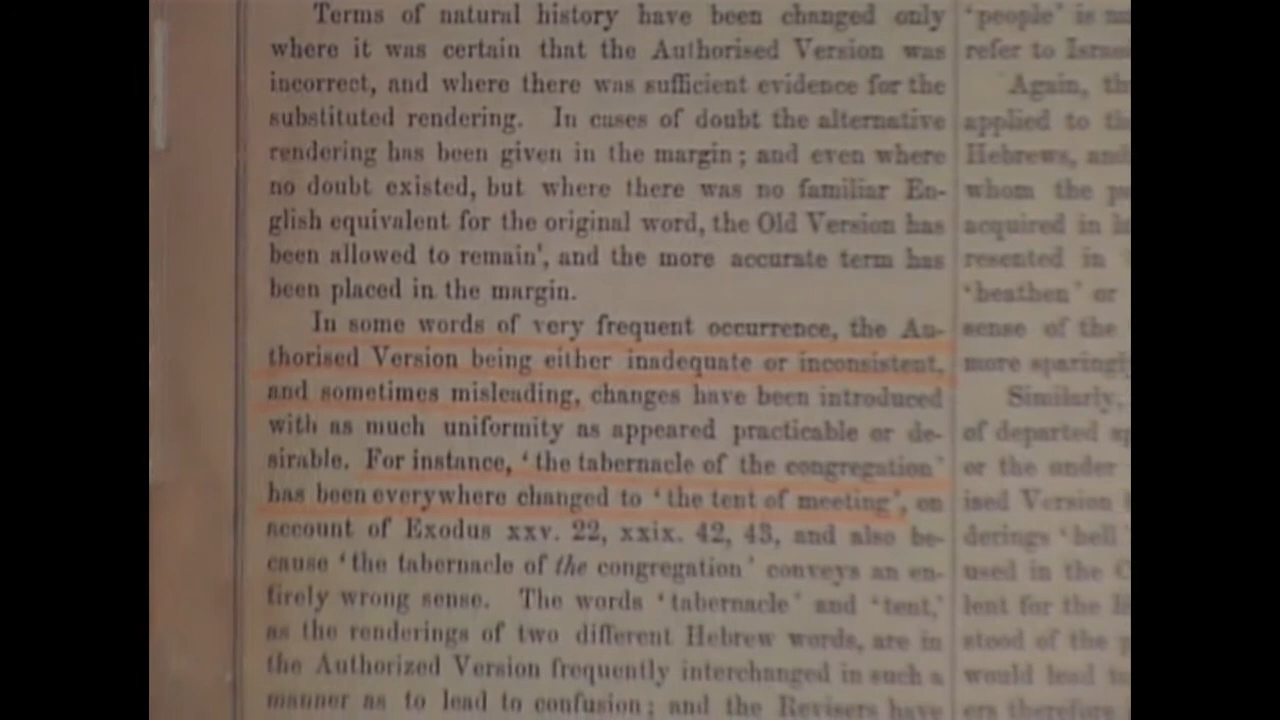 Terms of natural history have been changed only
where it was certain that the Authorised Version was
incorrect, and where there was sufficient evidence for the
substituted rendering. In cases of doubt the alternative
rendering has been given in the margin; and even where
no doubt existed, but where there was no familiar En-
glish equivalent for the original word, the Old Version has
been allowed to remain', and the more accurate term has
been placed in the margin.
In some words of very frequent occurrence, the Au-
thorised Version being either inadequate or inconsistent,
and sometimes misleading, changes have been introduced
with as much uniformity as appeared practicable or de-
sirable. For instance, ‘the tabernacle of the congregation’
has been everywhere changed to ‘the tent of meeting’, on
account of Exodus xxv. 22, xxix. 42, 43, and also be-
cause ‘the tabernacle of the congregation’ conveys an en-
tirely wrong sense. The words ‘tabernacle’ and ‘tent,’
as the renderings of two different Hebrew words, are in
the Authorized Version frequently interchanged in such a
manner as to lead to confusion; and the Revisers have
‘people’ is
refer to
Again,
applied to
Hebrews,
whom the
acquired in
resented in
‘heathen’ or
sense of the
more
Similarly,
of departed
or the under
ised Version
derings ‘hell
used in the
lent for the
stood of the
would lead
ers therefore